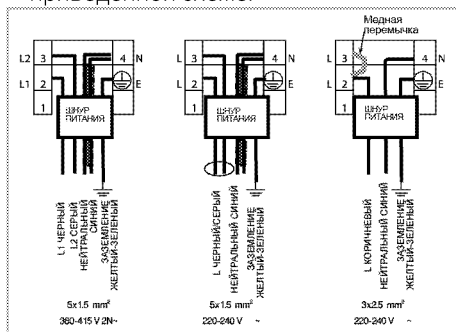 приведенной схеме.
Медная
перемычка
L2 3 4 N
L1 2 E
1
ШНУР
ПИТАНИЯ
L1 ЧЕРНЫЙ
L2 СЕРЫЙ
НЕЙТРАЛЬНЫЙ
СИНИЙ
ЗАЗЕМЛЕНИЕ
ЖЕЛТЫЙ-ЗЕЛЕНЫЙ
5x1.5 mm²
380-415 V 2N~
L 3 4 N
L 2 E
1
ШНУР
ПИТАНИЯ
L ЧЕРНЫЙ/СЕРЫЙ
НЕЙТРАЛЬНЫЙ СИНИЙ
ЗАЗЕМЛЕНИЕ
ЖЕЛТЫЙ-ЗЕЛЕНЫЙ
5x1.5 mm²
220-240 V ~
L 3 4 N
L 2 E
1
ШНУР
ПИТАНИЯ
L КОРИЧНЕВЫЙ
НЕЙТРАЛЬНЫЙ СИНИЙ
ЗАЗЕМЛЕНИЕ
ЖЕЛТЫЙ-ЗЕЛЕНЫЙ
3x2.5 mm²
220-240 V ~